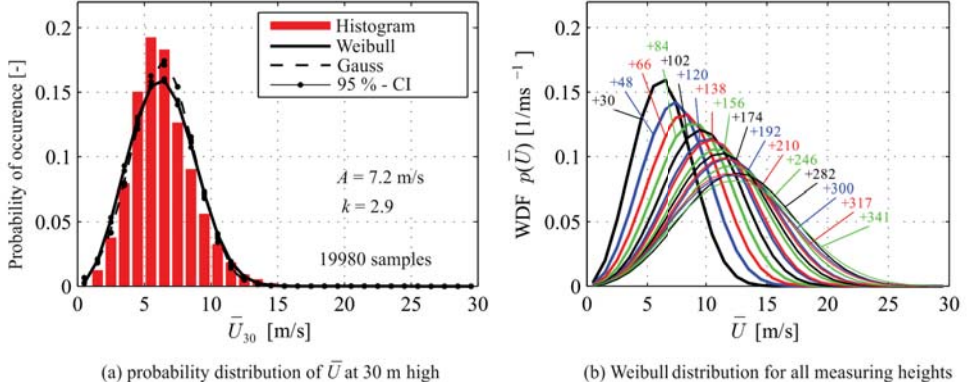 0.2
0.15
0.1
0.05
0
Probability of occurence [-]
Histogram
Weibull
Gauss
95 % - CI
A = 7.2 m/s
k = 2.9
19980 samples
0 5 10 15 20 25 30
U̅30 [m/s]
(a) probability distribution of U̅ at 30 m high
0.2
0.15
0.1
0.05
0
WDF p(U̅) [1/ms⁻¹]
+84
+102
+66
+120
+48
+138
+30
+156
+174
+192
+210
+246
+282
+300
+317
+341
0 5 10 15 20 25 30
U̅ [m/s]
(b) Weibull distribution for all measuring heights